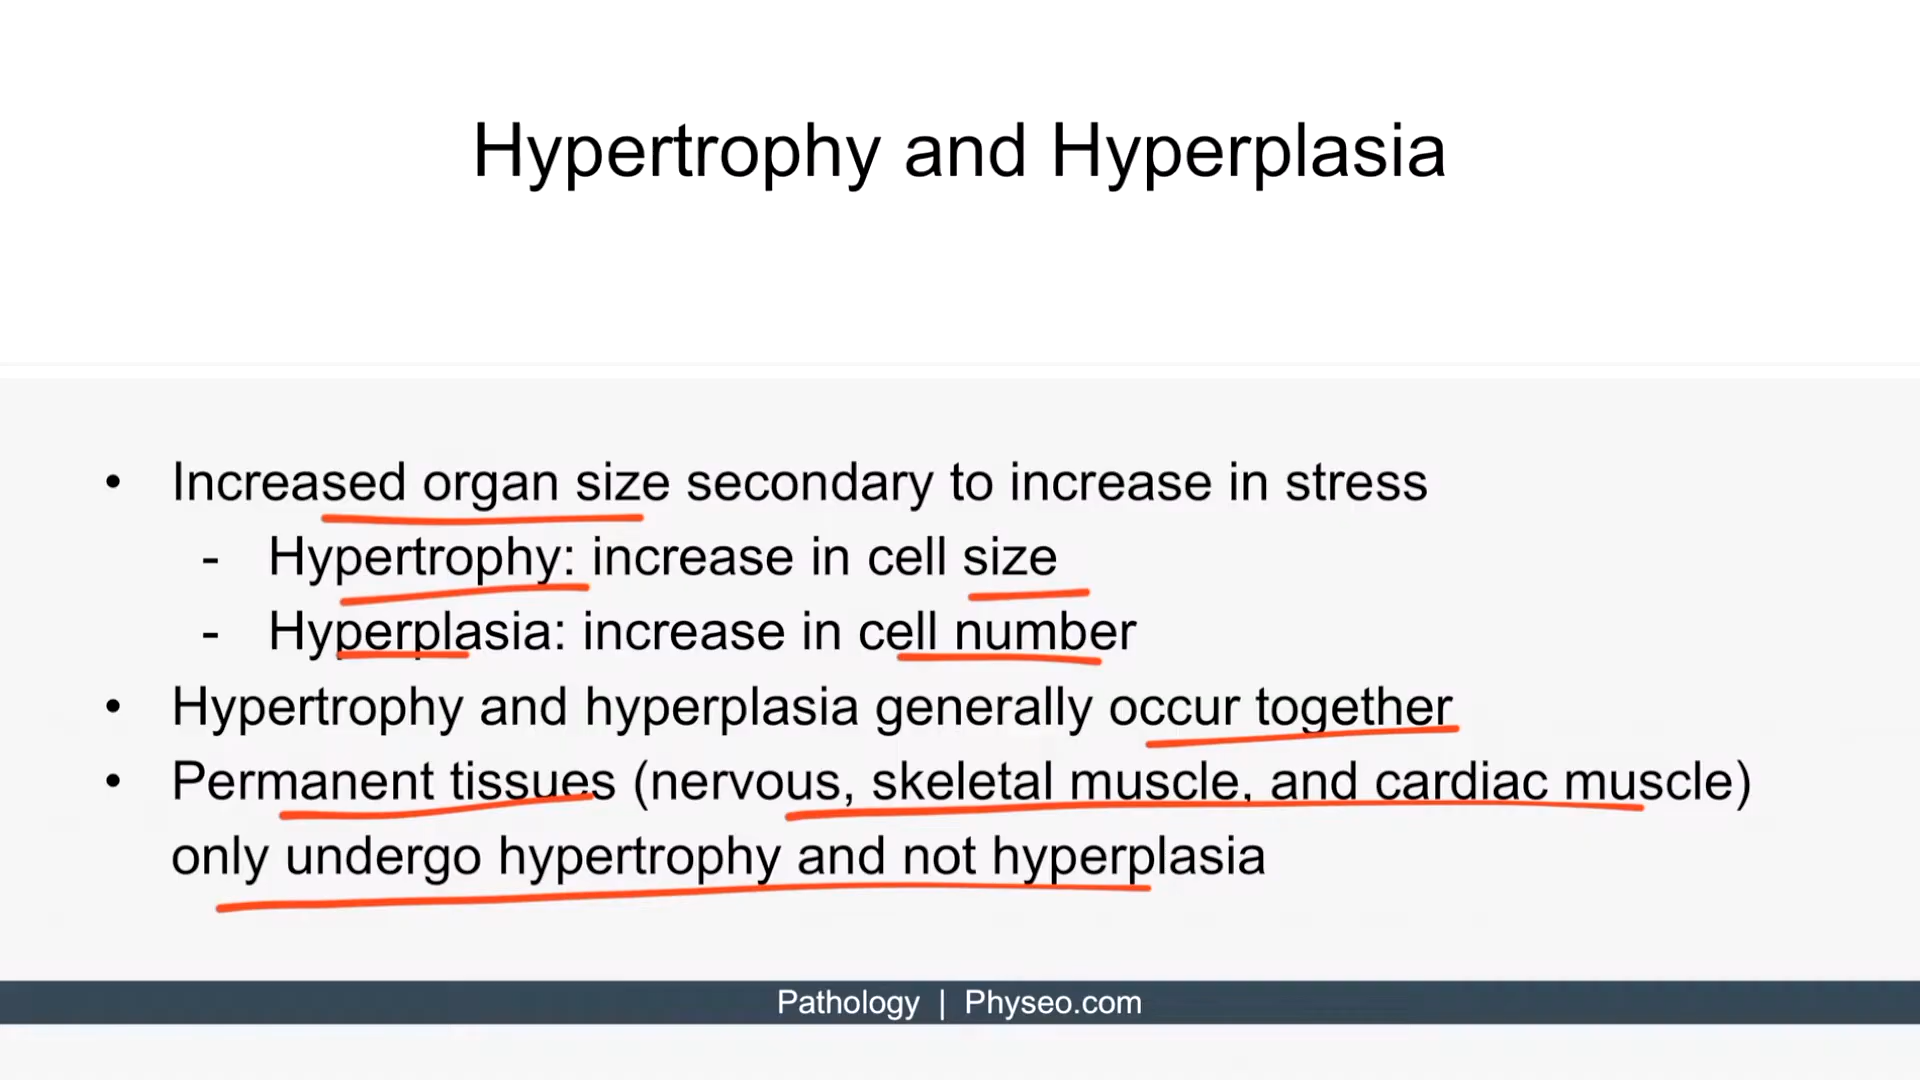 Hypertrophy and Hyperplasia
• Increased organ size secondary to increase in stress
- Hypertrophy: increase in cell size
- Hyperplasia: increase in cell number
• Hypertrophy and hyperplasia generally occur together
• Permanent tissues (nervous, skeletal muscle, and cardiac muscle)
only undergo hypertrophy and not hyperplasia
Pathology | Physeo.com